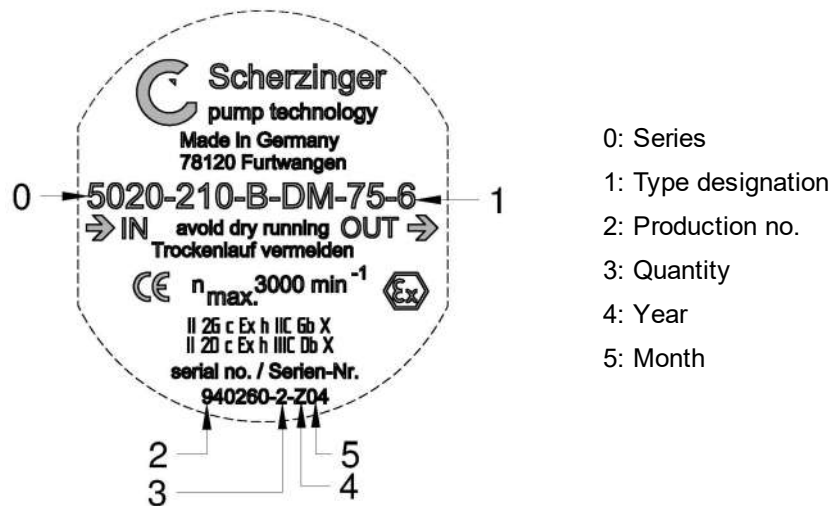 Scherzinger
pump technology
Made in Germany
78120 Furtwangen
0 5020-210-B-DM-75-6 1
IN avoid dry running OUT
Trockenlauf vermeiden
CE n max. 3000 min -1 Ex
II 2G c Ex h IIC Gb X
II 2D c Ex h IIIC Db X
serial no. / Serien-Nr.
940260-2-Z04
2 5
3 4
0: Series
1: Type designation
2: Production no.
3: Quantity
4: Year
5: Month